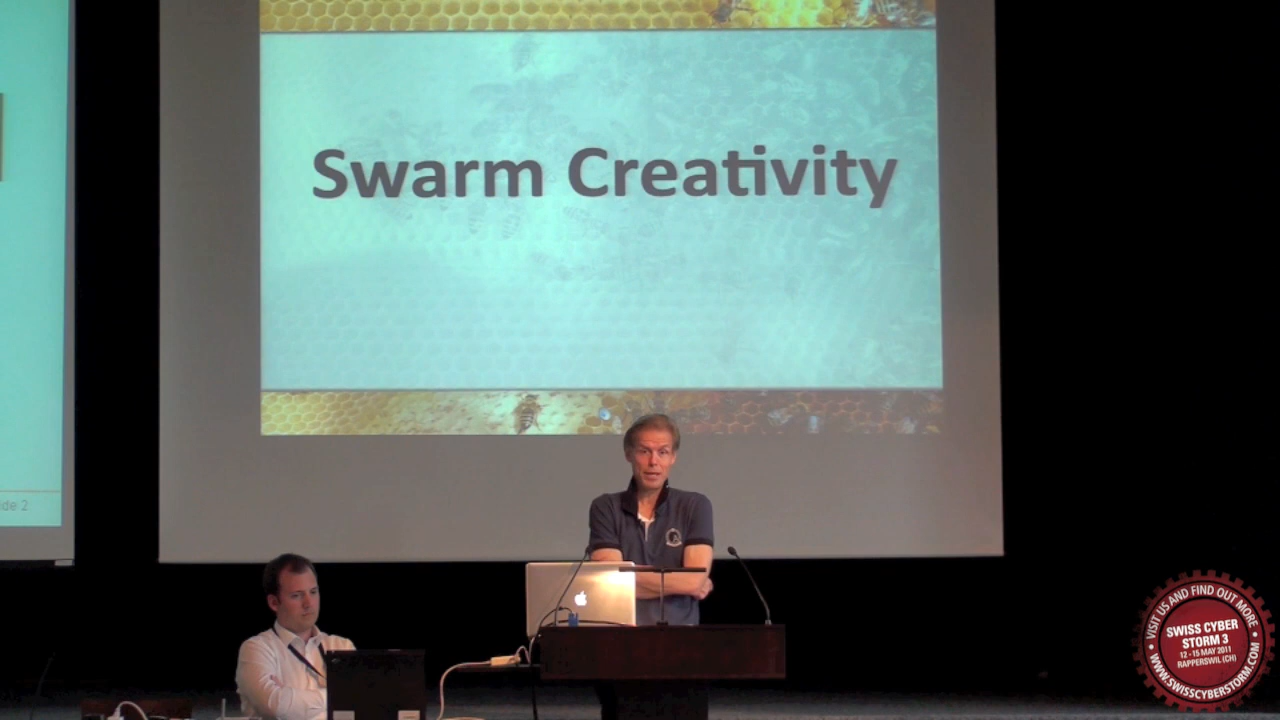 Swarm Creativity
ide 2
VISIT US AND FIND OUT MORE
SWISS CYBER
STORM 3
12 - 15 MAY 2011
RAPPERSWIL (CH)
WWW.SWISSCYBERSTORM.COM